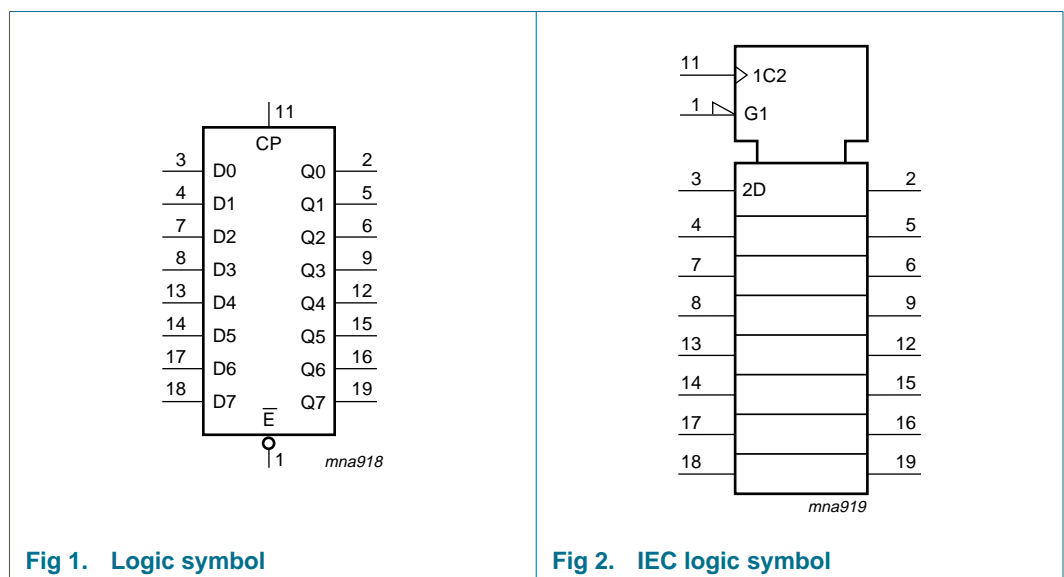 11
CP
3 D0 Q0 2
4 D1 Q1 5
7 D2 Q2 6
8 D3 Q3 9
13 D4 Q4 12
14 D5 Q5 15
17 D6 Q6 16
18 D7 Q7 19
E̅
1
mna918
Fig 1. Logic symbol
11 1C2
1 G1
3 2D 2
4 5
7 6
8 9
13 12
14 15
17 16
18 19
mna919
Fig 2. IEC logic symbol